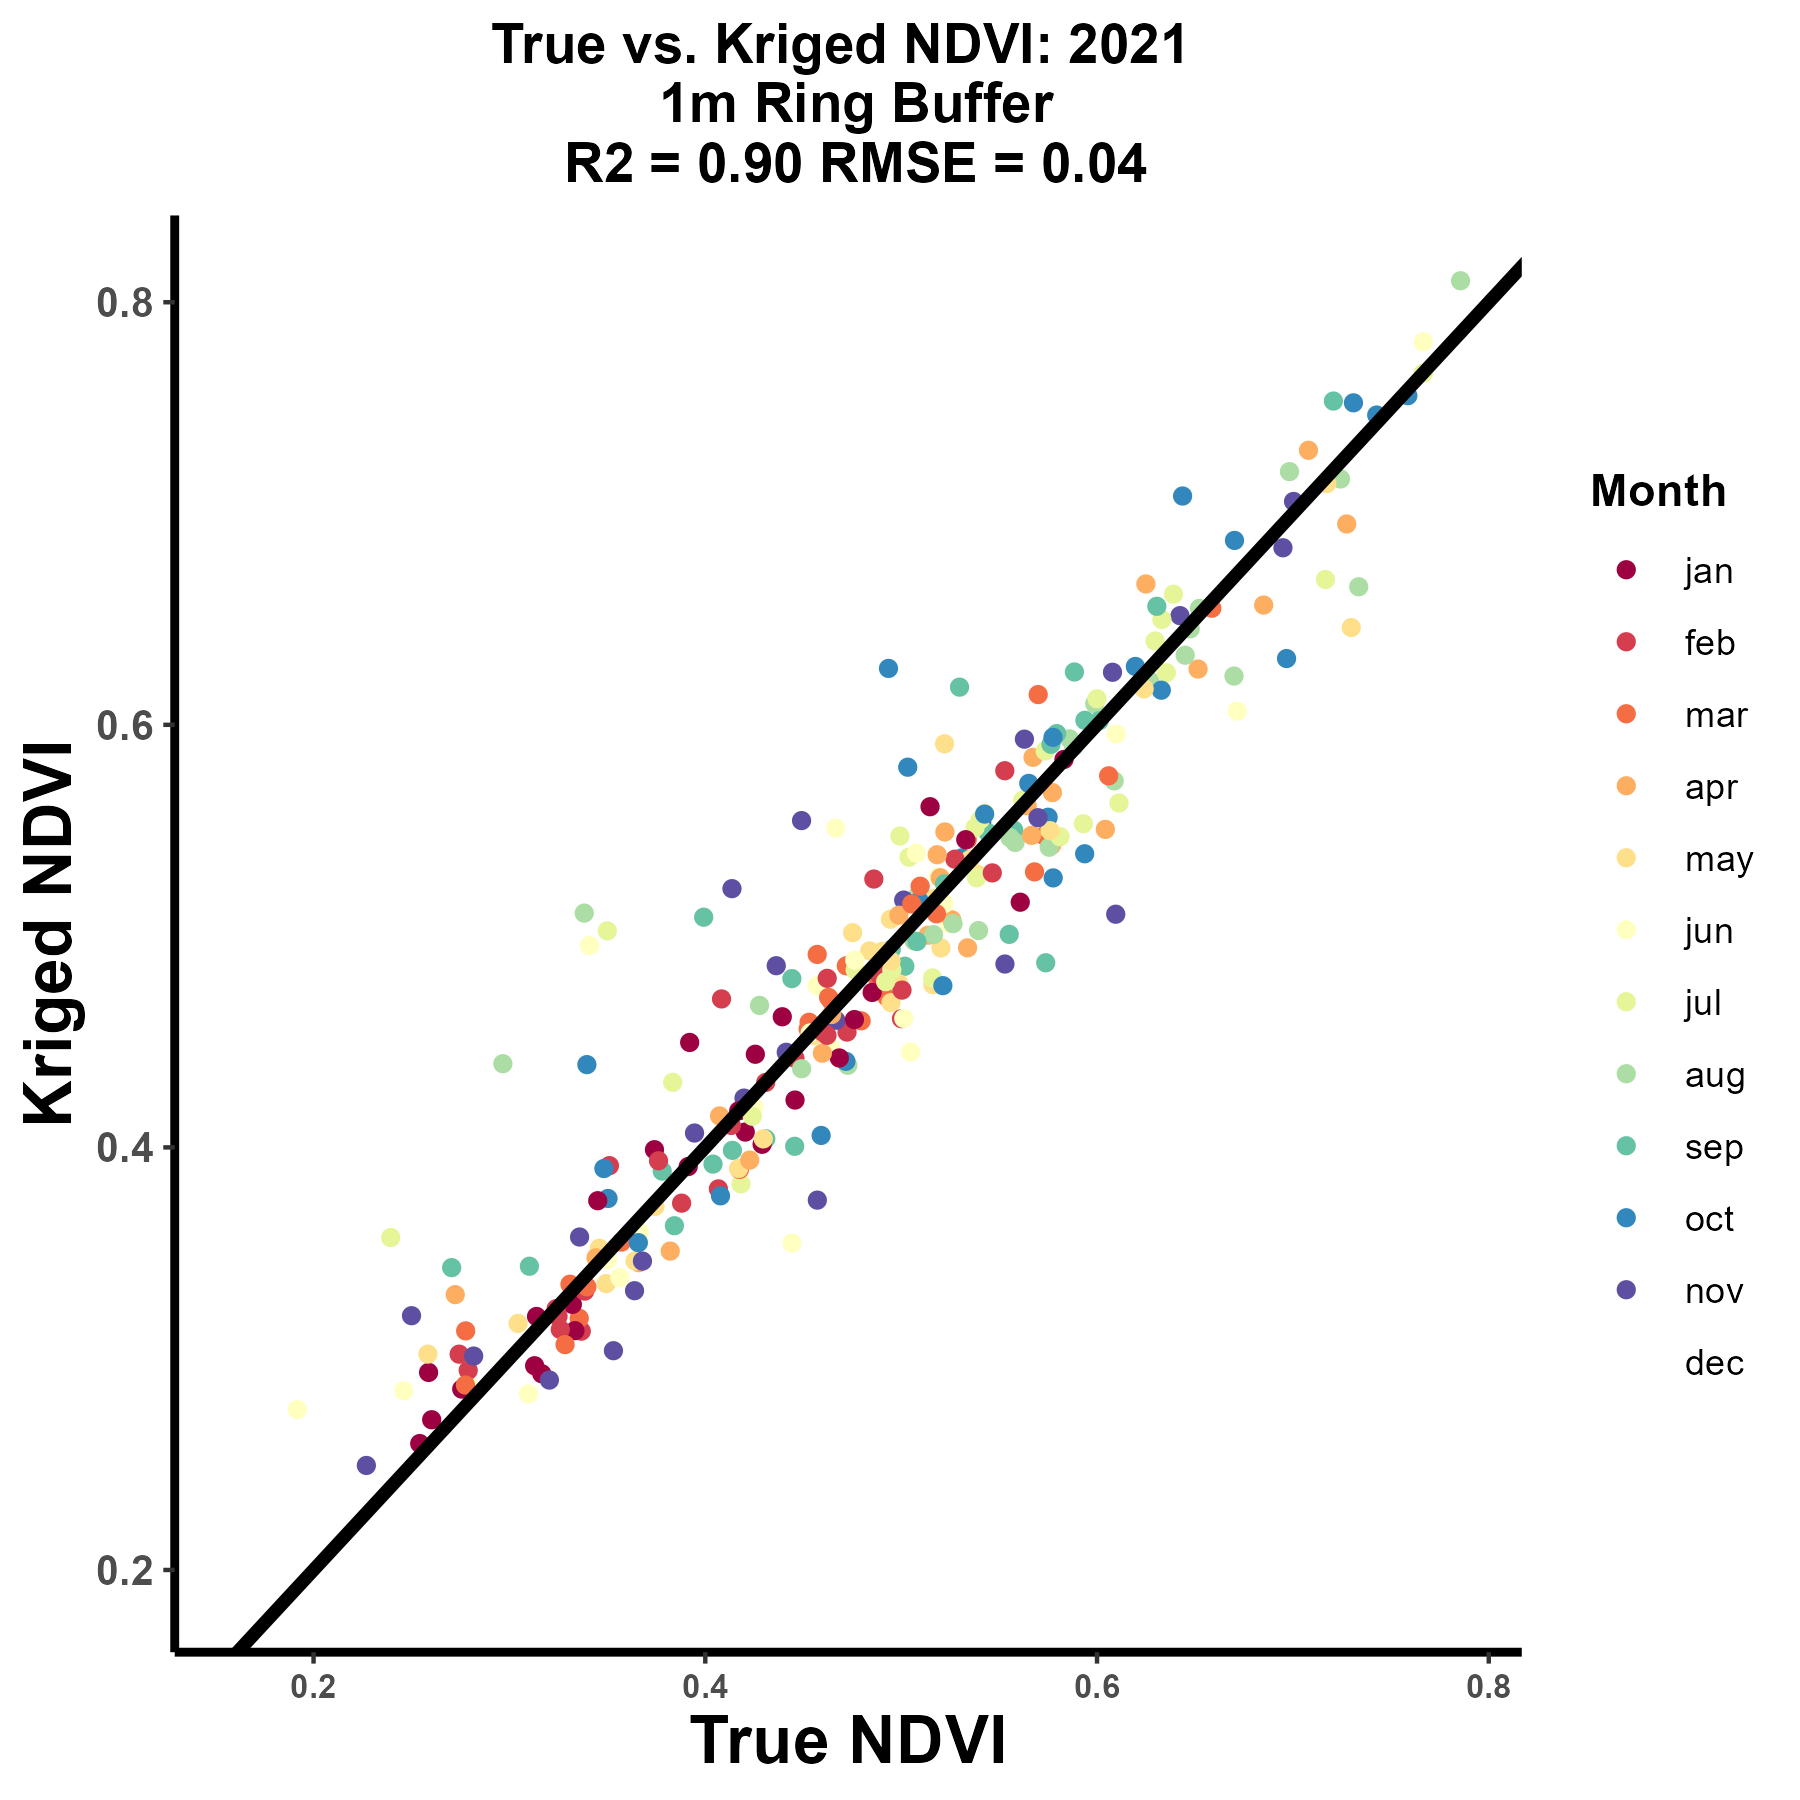 True vs. Kriged NDVI: 2021
1m Ring Buffer
R2 = 0.90 RMSE = 0.04
Kriged NDVI
0.8
0.6
0.4
0.2
0.2
0.4
0.6
0.8
True NDVI
Month
jan
feb
mar
apr
may
jun
jul
aug
sep
oct
nov
dec